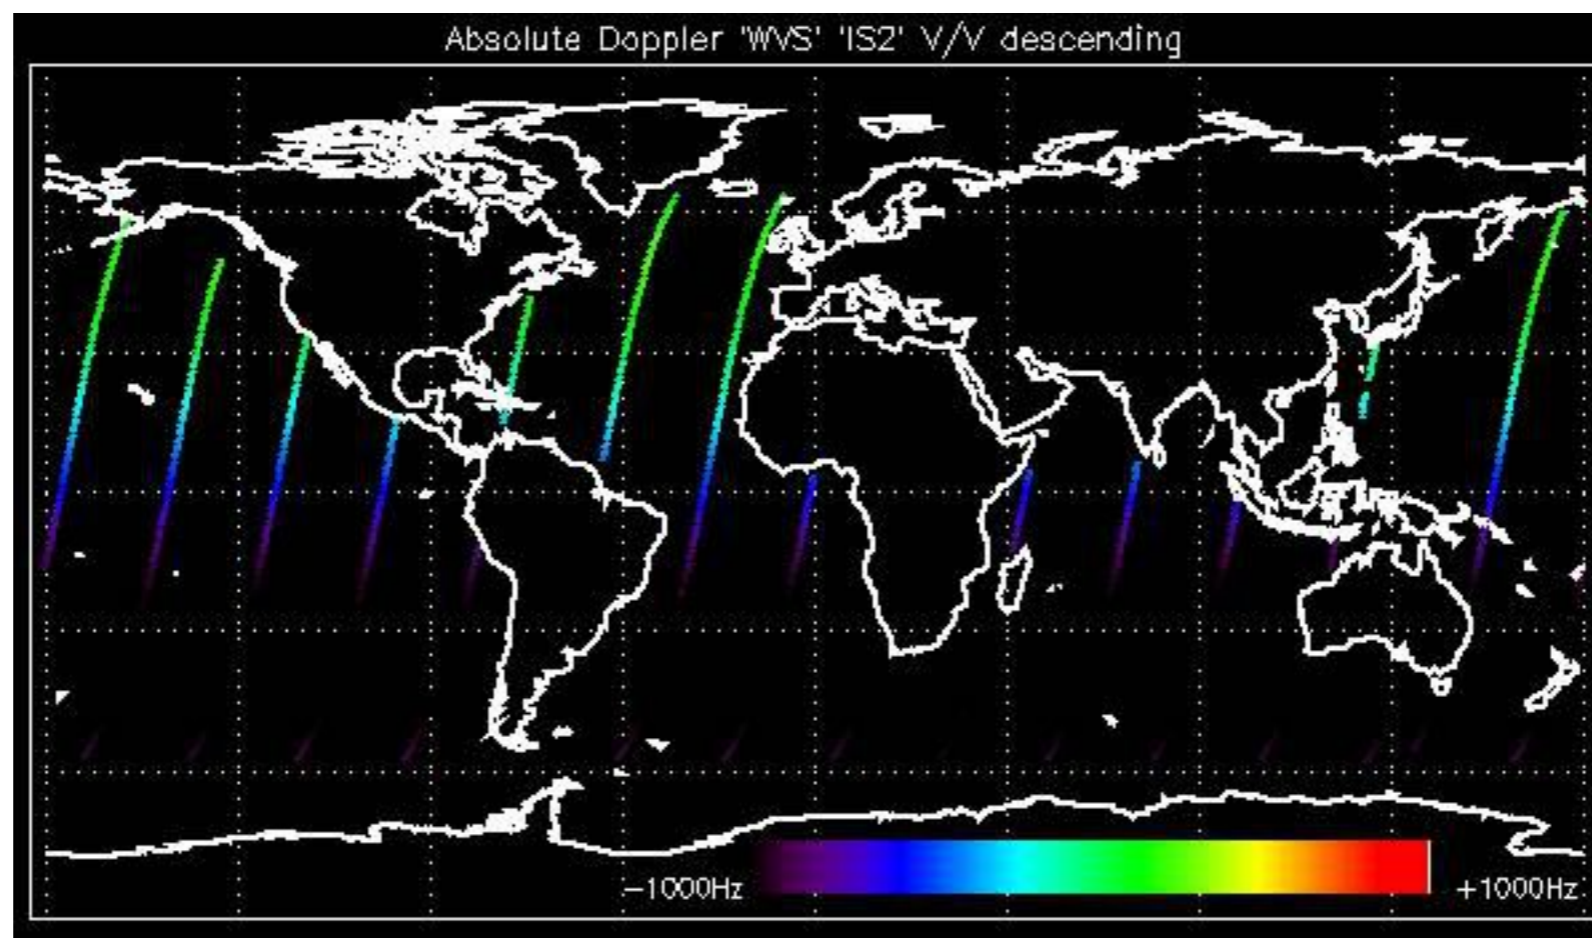 Absolute Doppler 'WVS' 'IS2' V/V descending
−1000Hz
+1000Hz